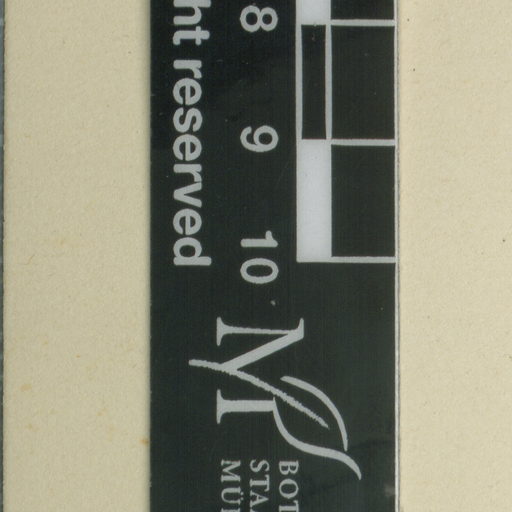 8 9 10
ht reserved
M
BOT
STA
MÜ